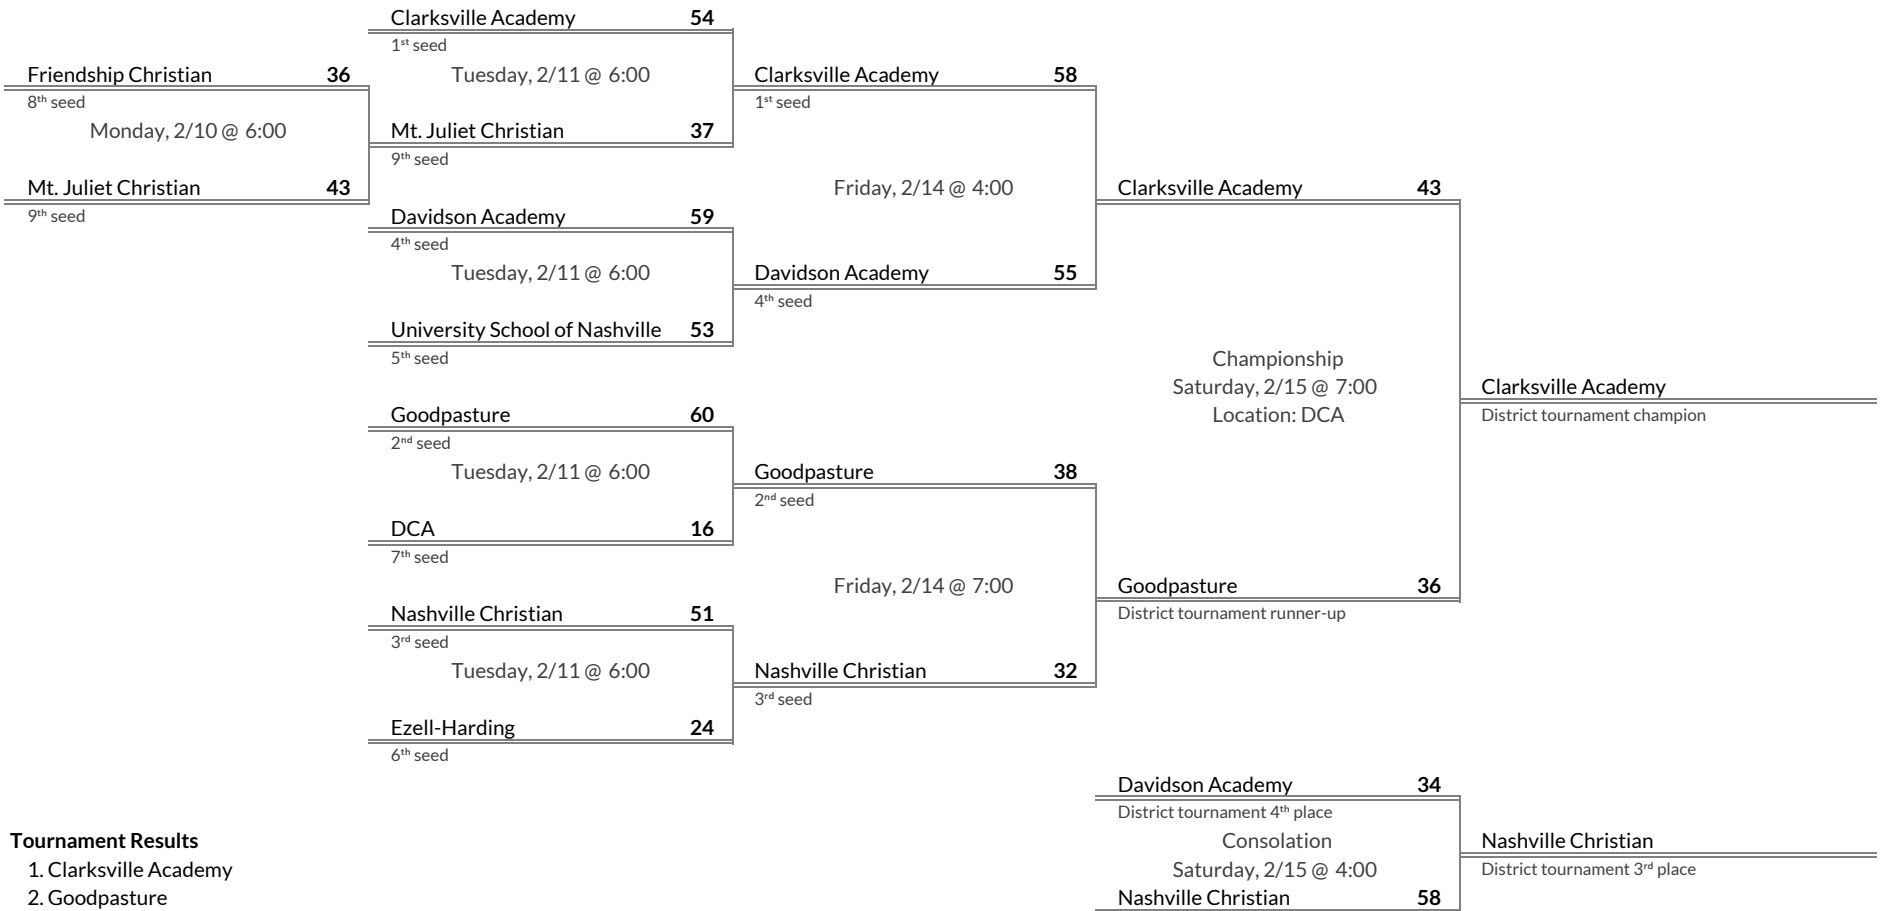 Friendship Christian 36
8th seed
Monday, 2/10 @ 6:00
Mt. Juliet Christian 43
9th seed
Clarksville Academy 54
1st seed
Tuesday, 2/11 @ 6:00
Mt. Juliet Christian 37
9th seed
Davidson Academy 59
4th seed
Tuesday, 2/11 @ 6:00
University School of Nashville 53
5th seed
Goodpasture 60
2nd seed
Tuesday, 2/11 @ 6:00
DCA 16
7th seed
Nashville Christian 51
3rd seed
Tuesday, 2/11 @ 6:00
Ezell-Harding 24
6th seed
Clarksville Academy 58
1st seed
Friday, 2/14 @ 4:00
Davidson Academy 55
4th seed
Goodpasture 38
2nd seed
Friday, 2/14 @ 7:00
Nashville Christian 32
3rd seed
Clarksville Academy 43
Championship
Saturday, 2/15 @ 7:00
Location: DCA
Goodpasture 36
District tournament runner-up
Clarksville Academy
District tournament champion
Davidson Academy 34
District tournament 4th place
Consolation
Saturday, 2/15 @ 4:00
Nashville Christian 58
Nashville Christian
District tournament 3rd place
Tournament Results
1. Clarksville Academy
2. Goodpasture